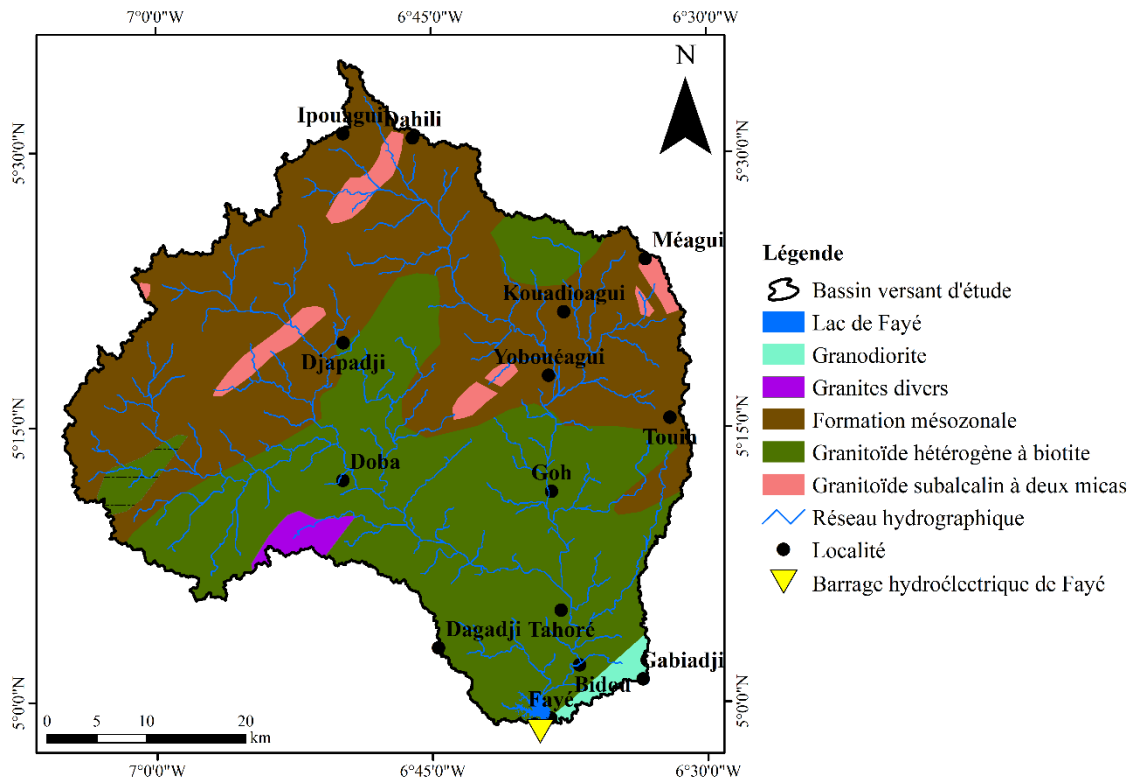 7°0'0"W 6°45'0"W 6°30'0"W
N
Ipouagui Dahili
5°30'0"N 5°30'0"N
Méagui
Légende
Bassin versant d'étude
Kouadioagui
Lac de Fayé
Granodiorite
Djapadji Yobouéagui
Granites divers
Formation mésozonale
5°15'0"N Touih 5°15'0"N
Granitoïde hétérogène à biotite
Doba Goh
Granitoïde subalcalin à deux micas
Réseau hydrographique
Localité
Barrage hydroélectrique de Fayé
Dagadji Tahoré
Gabiadji
Bidou
Fayé
5°0'0"N 5°0'0"N
0 5 10 20
km
7°0'0"W 6°45'0"W 6°30'0"W